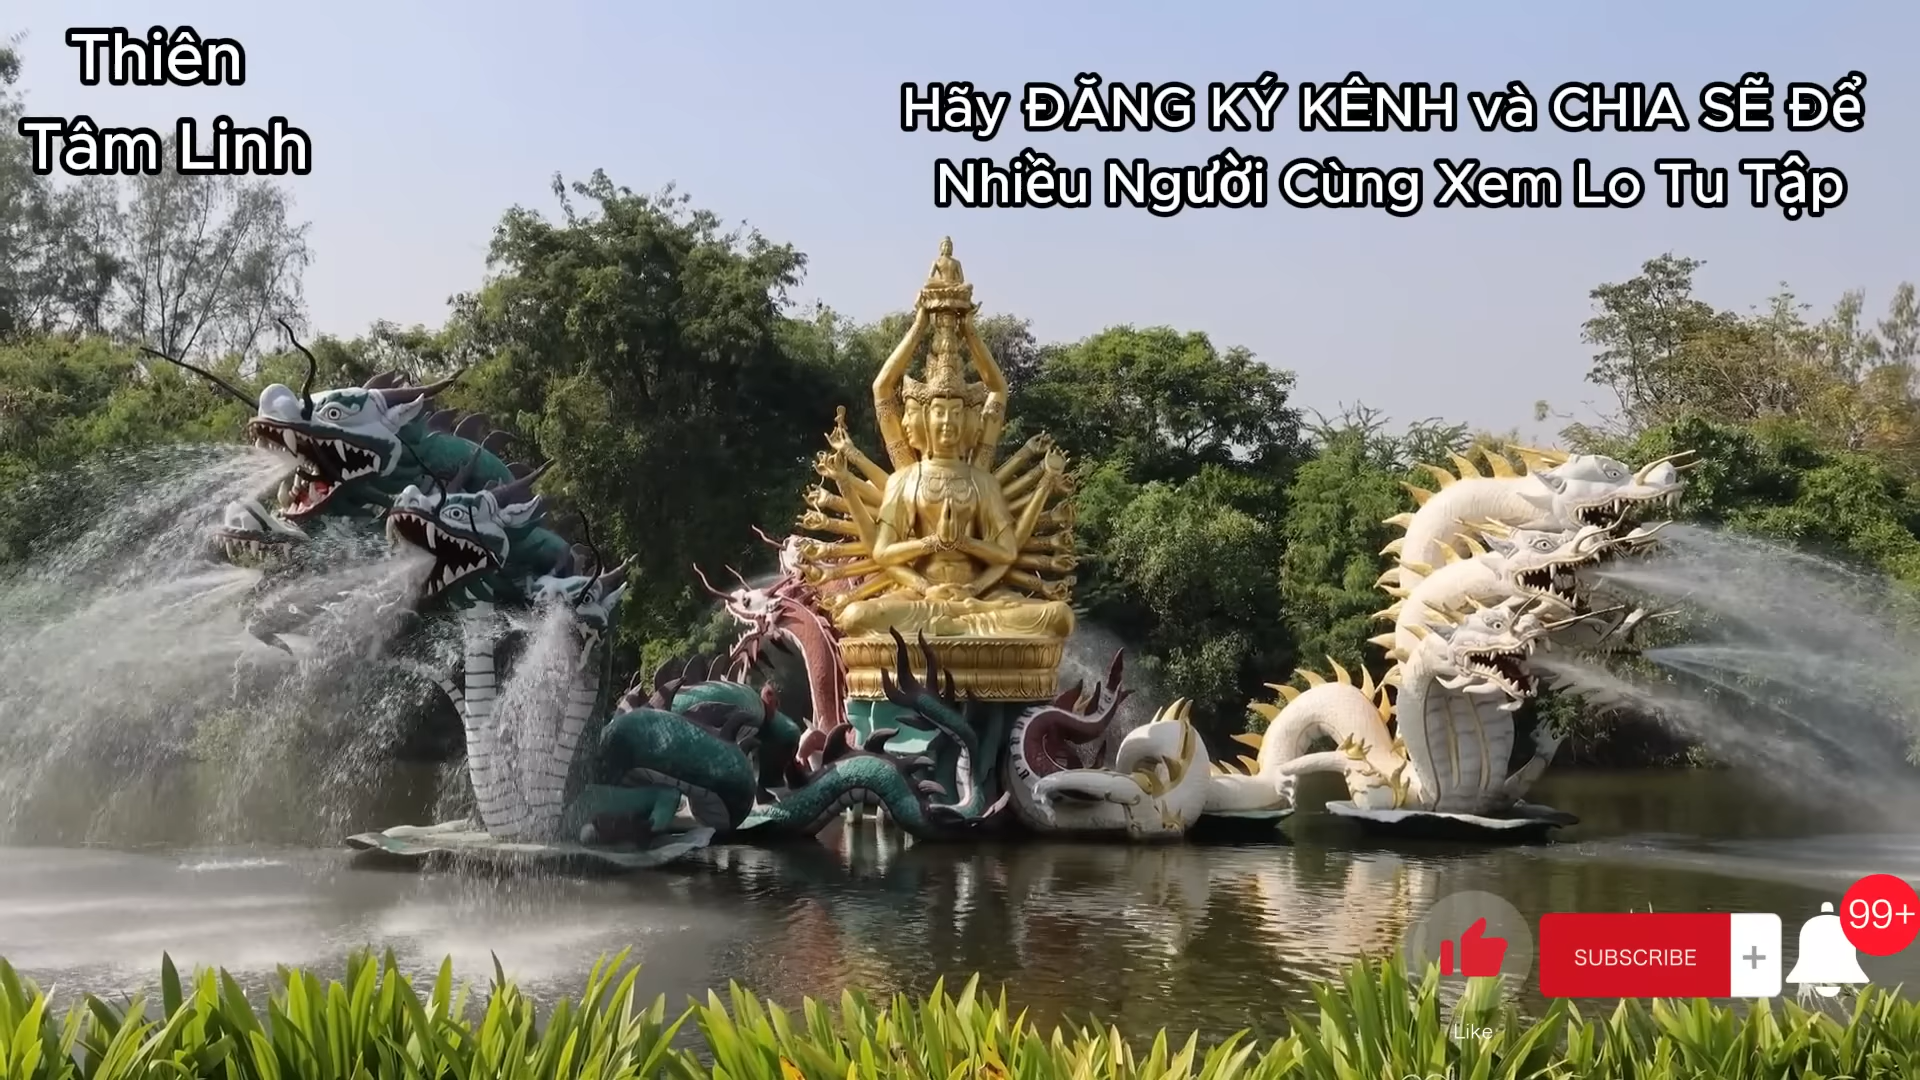 Thiên
Tâm Linh
Hãy ĐĂNG KÝ KÊNH và CHIA SẼ Để
Nhiều Người Cùng Xem Lo Tu Tập
99+
SUBSCRIBE +
Like